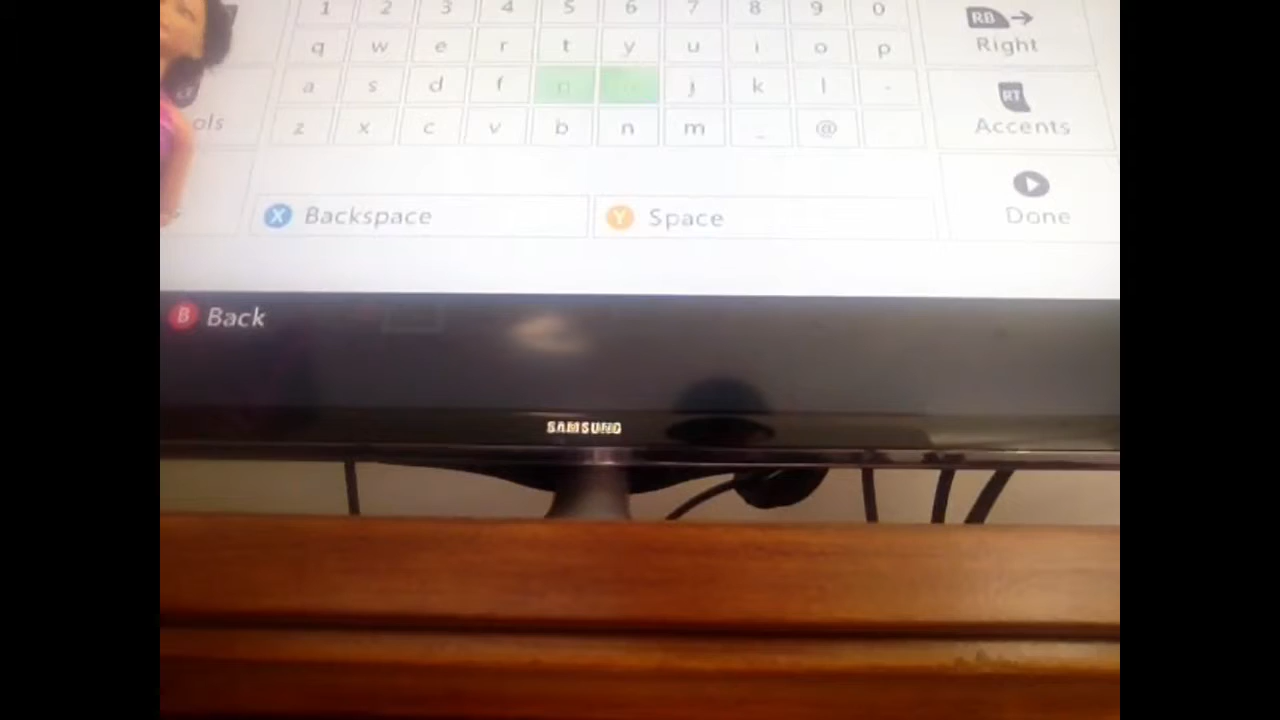 1 2 3 4 5 6 7 8 9 0
RB Right
q w e r t y u i o p
a s d f j k l -
RT Accents
ols
z x c v b n m _ @
X Backspace
Y Space
Done
B Back
SAMSUNG